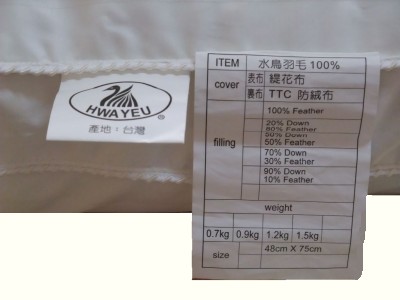 HWAYEU
®
產地：台灣
ITEM 水鳥羽毛 100%
cover 表布 緹花布
裏布 TTC 防絨布
filling
100% Feather
20% Down
80% Feather
50% Down
50% Feather
70% Down
30% Feather
90% Down
10% Feather
weight
0.7kg 0.9kg 1.2kg 1.5kg
size 48cm X 75cm